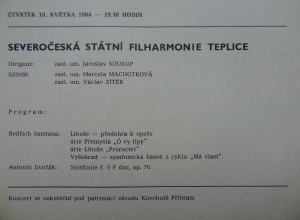 ČTVRTEK 10. KVĚTNA 1984 — 19.30 HODIN
SEVEROČESKÁ STÁTNÍ FILHARMONIE TEPLICE
Dirigent: zasl. um. Jaroslav SOUKUP
Sólisté: zasl. um. Marcela MACHOTKOVÁ
zasl. um. Václav ZÍTEK
Program:
Bedřich Smetana: Libuše — předehra k opeře
árie Přemysla „Ó vy lípy"
árie Libuše „Proroctví"
Vyšehrad — symfonická báseň z cyklu „Má vlast"
Antonín Dvořák: Symfonie č. 5 F dur, op. 76
Koncert se uskuteční pod patronací závodu Kovohutě Příbram